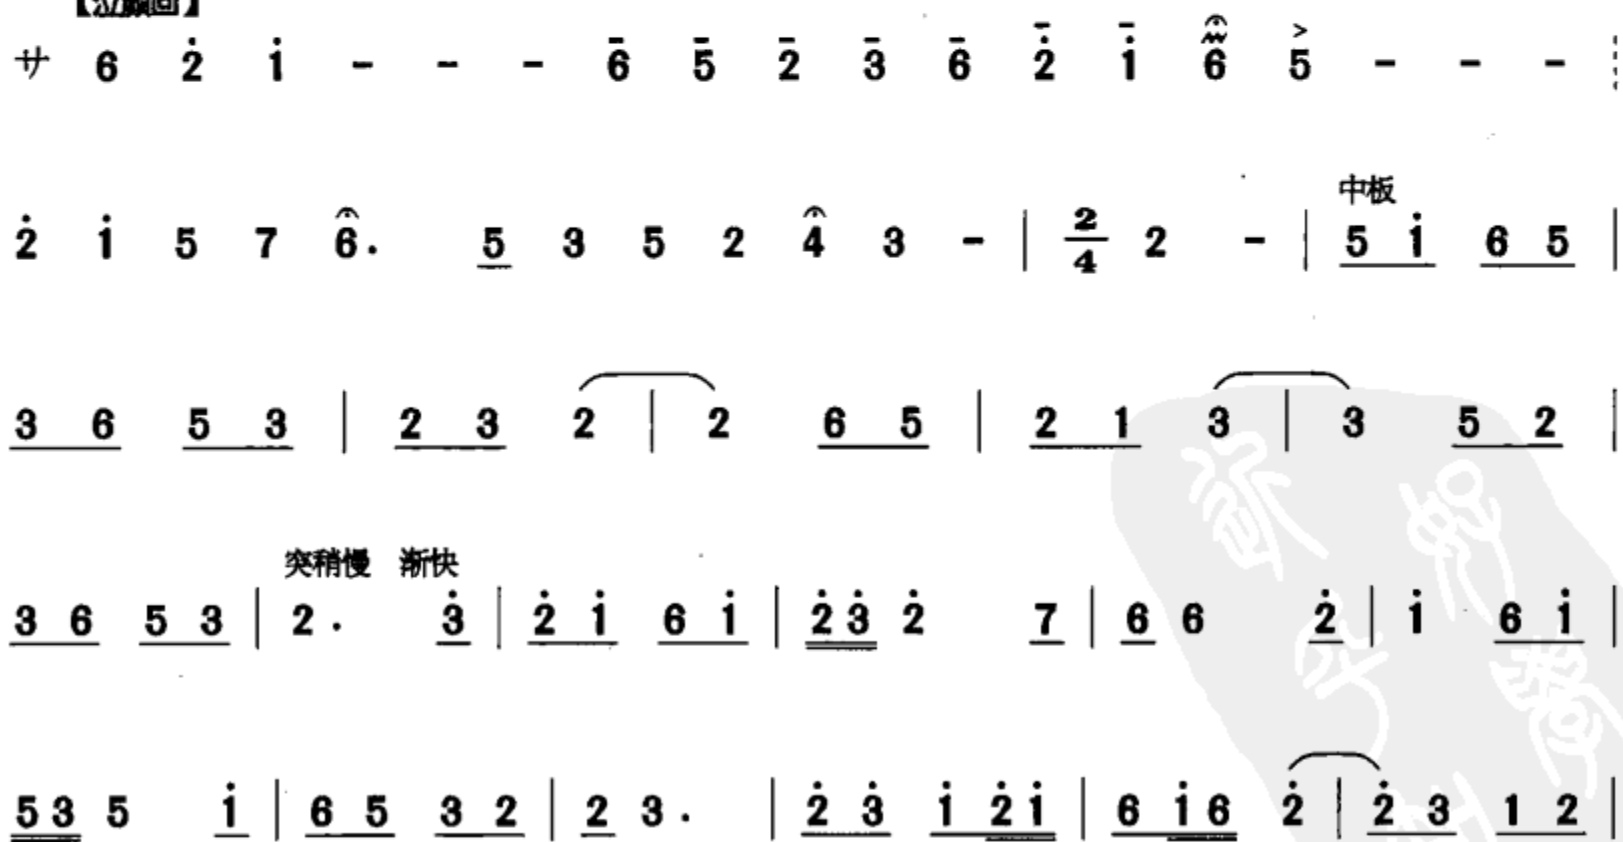 【泣颜回】
サ 6 2̇ 1̇ - - - 6̄ 5̄ 2̄ 3̄ 6̄ 2̇̄ 1̇̄ 6 5 - - -
2̇ 1̇ 5 7 6. 5 3 5 2 4 3 - | 2/4 2 - | 中板 5 1̇ 6 5 |
3 6 5 3 | 2 3 2 | 2 6 5 | 2 1 3 | 3 5 2 |
突稍慢 渐快
3 6 5 3 | 2. 3̇ | 2̇ 1̇ 6 1̇ | 2̇ 3̇ 2̇ 7 | 6 6 2̇ | 1̇ 6 1̇ |
5 3 5 1̇ | 6 5 3 2 | 2 3. | 2̇ 3̇ 1̇ 2̇ 1̇ | 6 1̇ 6 2̇ | 2̇ 3 1 2 |